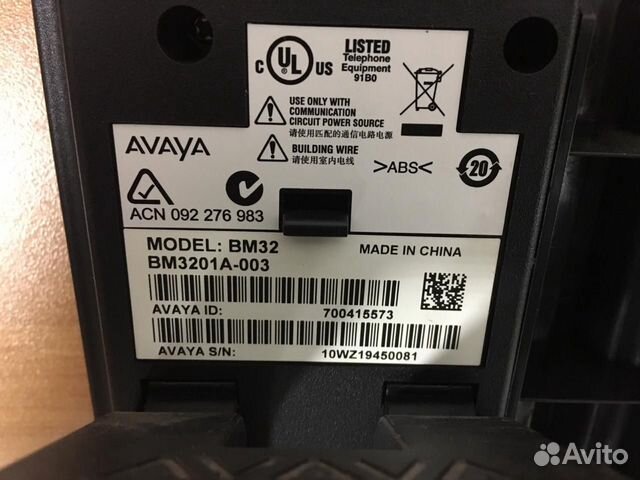 C UL US
LISTED
Telephone
Equipment
91B0
USE ONLY WITH
COMMUNICATION
CIRCUIT POWER SOURCE
请使用匹配的通信电路电源
BUILDING WIRE
请使用室内电线
AVAYA
>ABS<
20
ACN 092 276 983
MODEL: BM32
MADE IN CHINA
BM3201A-003
AVAYA ID: 700415573
AVAYA S/N: 10WZ19450081
Avito